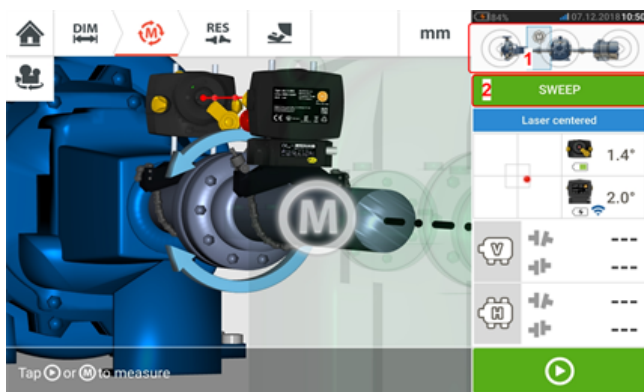 DIM
M
RES
mm
84%
07.12.2018 10:50
1
2 SWEEP
Laser centered
1.4°
2.0°
M
V
---
---
H
---
---
Tap or M to measure